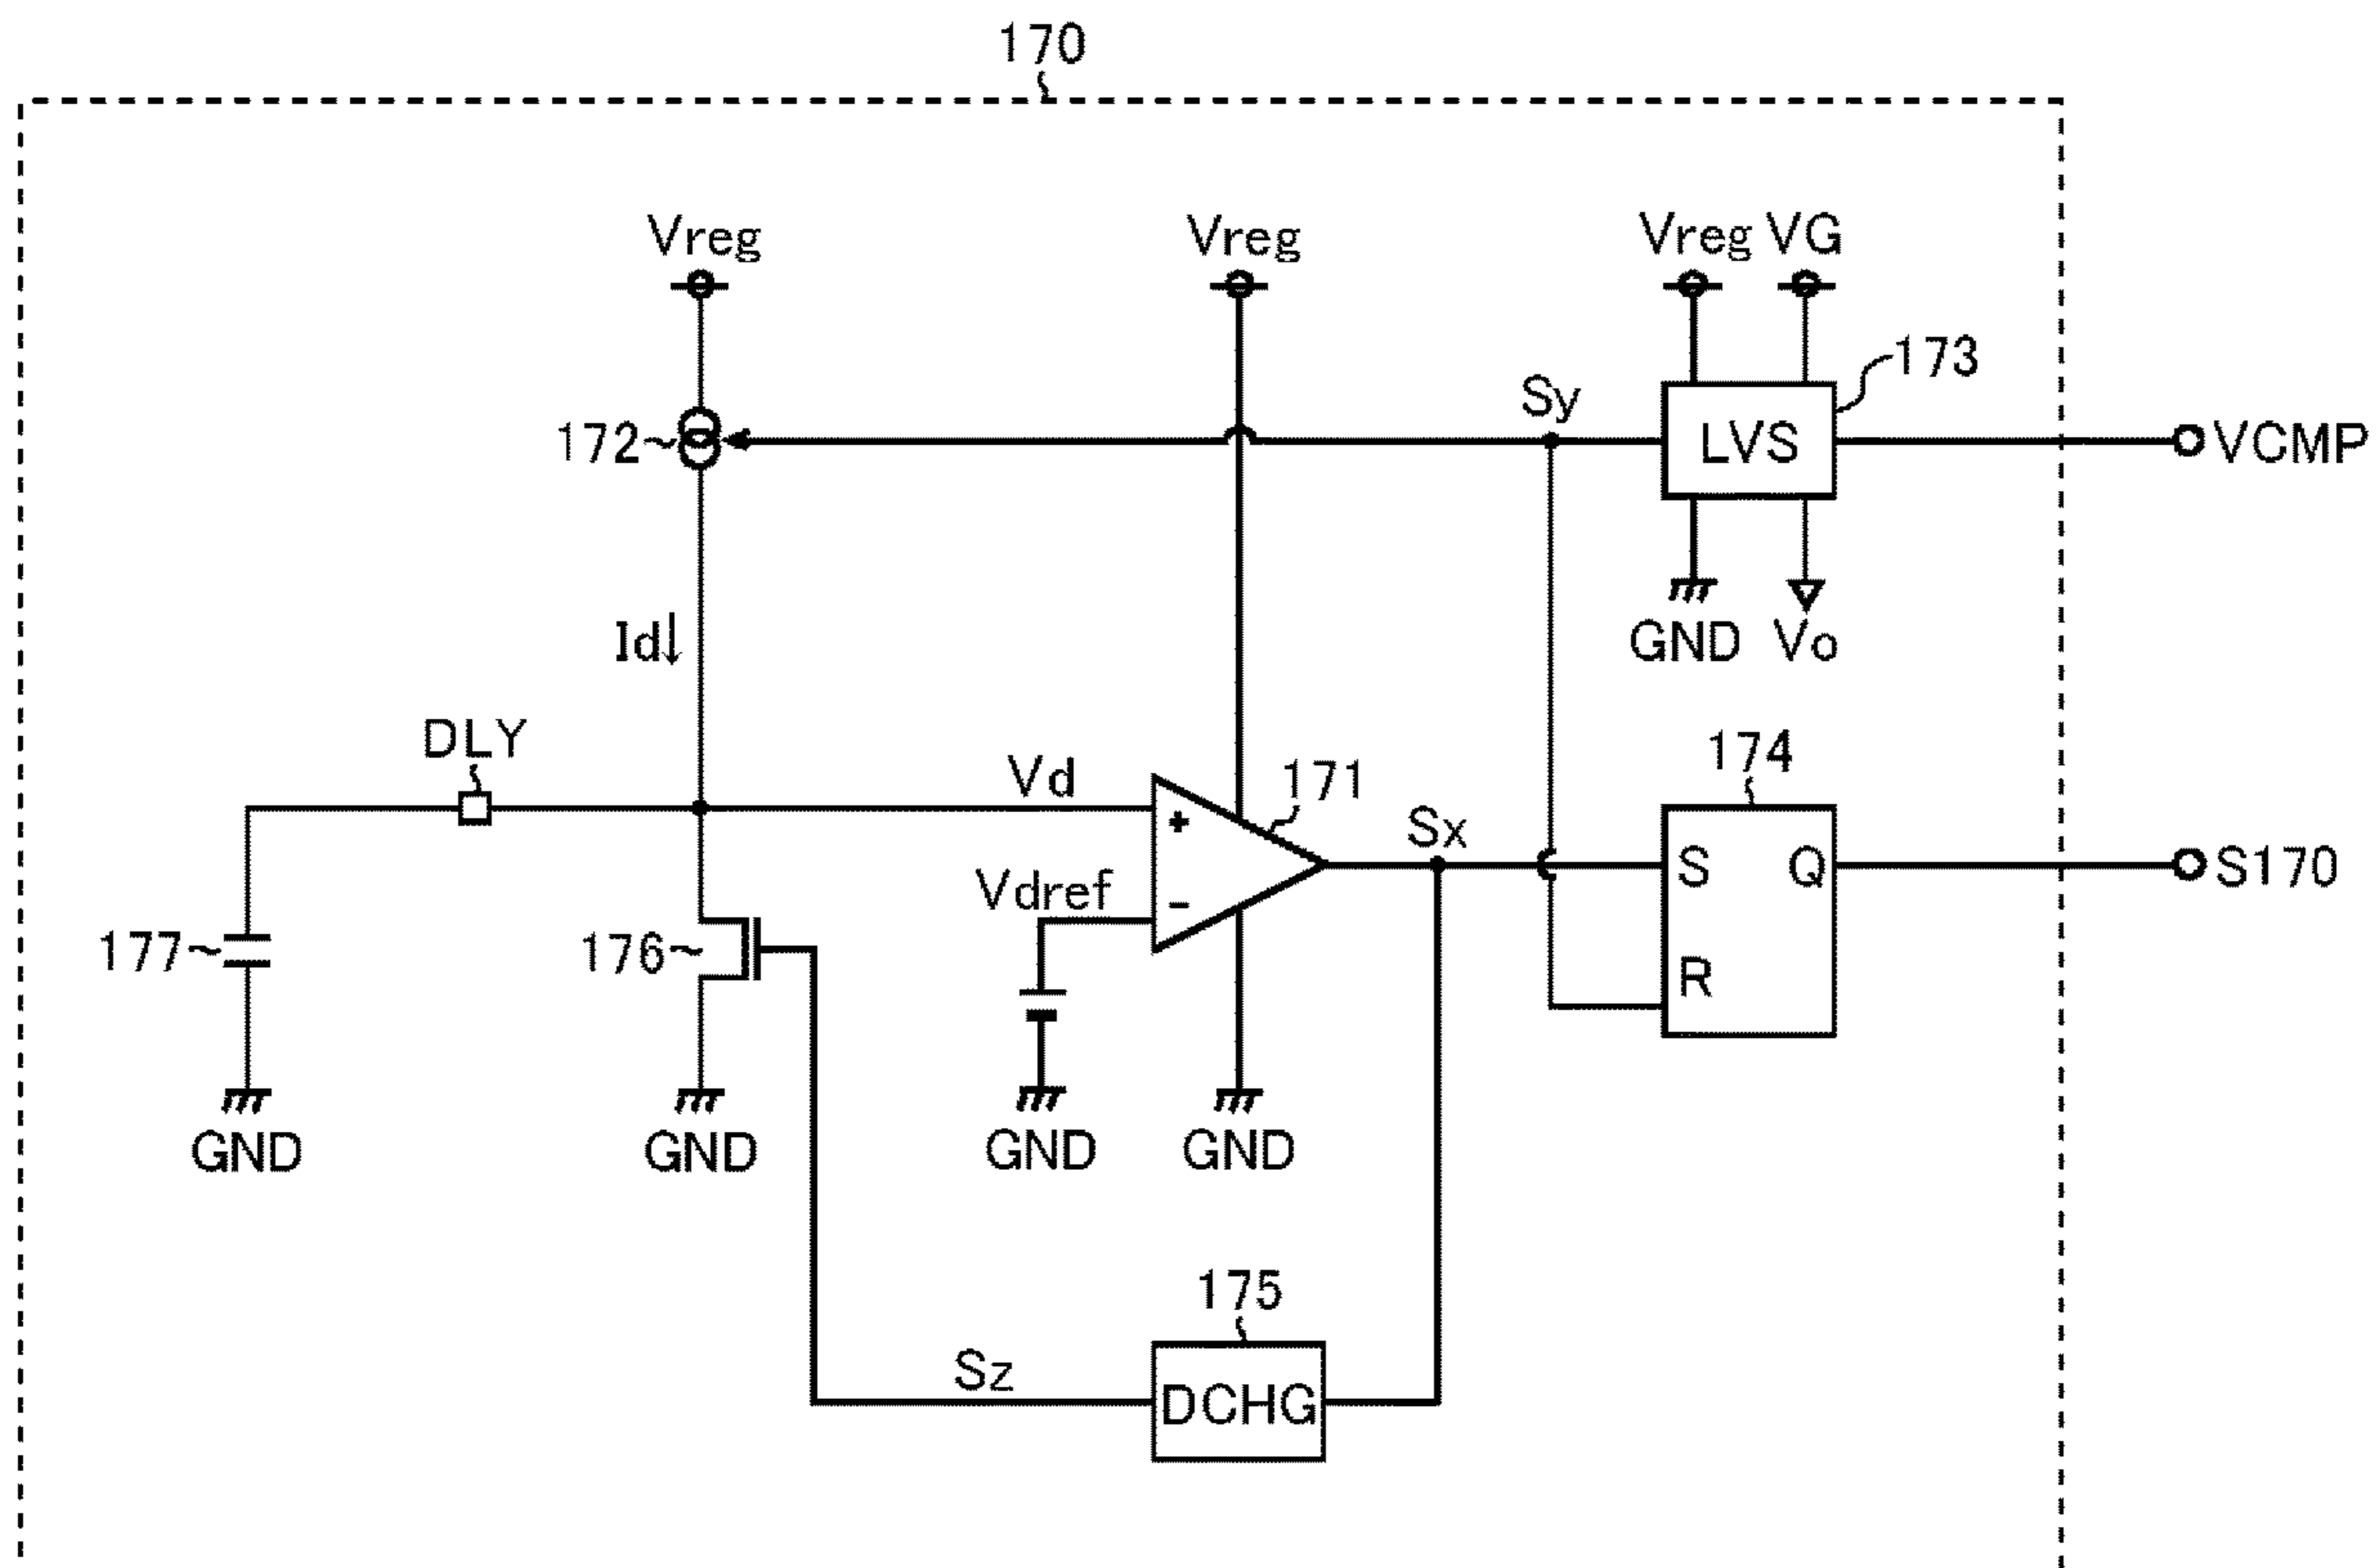 170
Vreg
Vreg
Vreg VG
173
Sy
172
LVS
VCMP
Id↓
GND Vo
DLY
Vd
171
174
Sx
+
S Q
S170
Vdref
-
177
176
R
GND
GND
GND
GND
175
Sz
DCHG